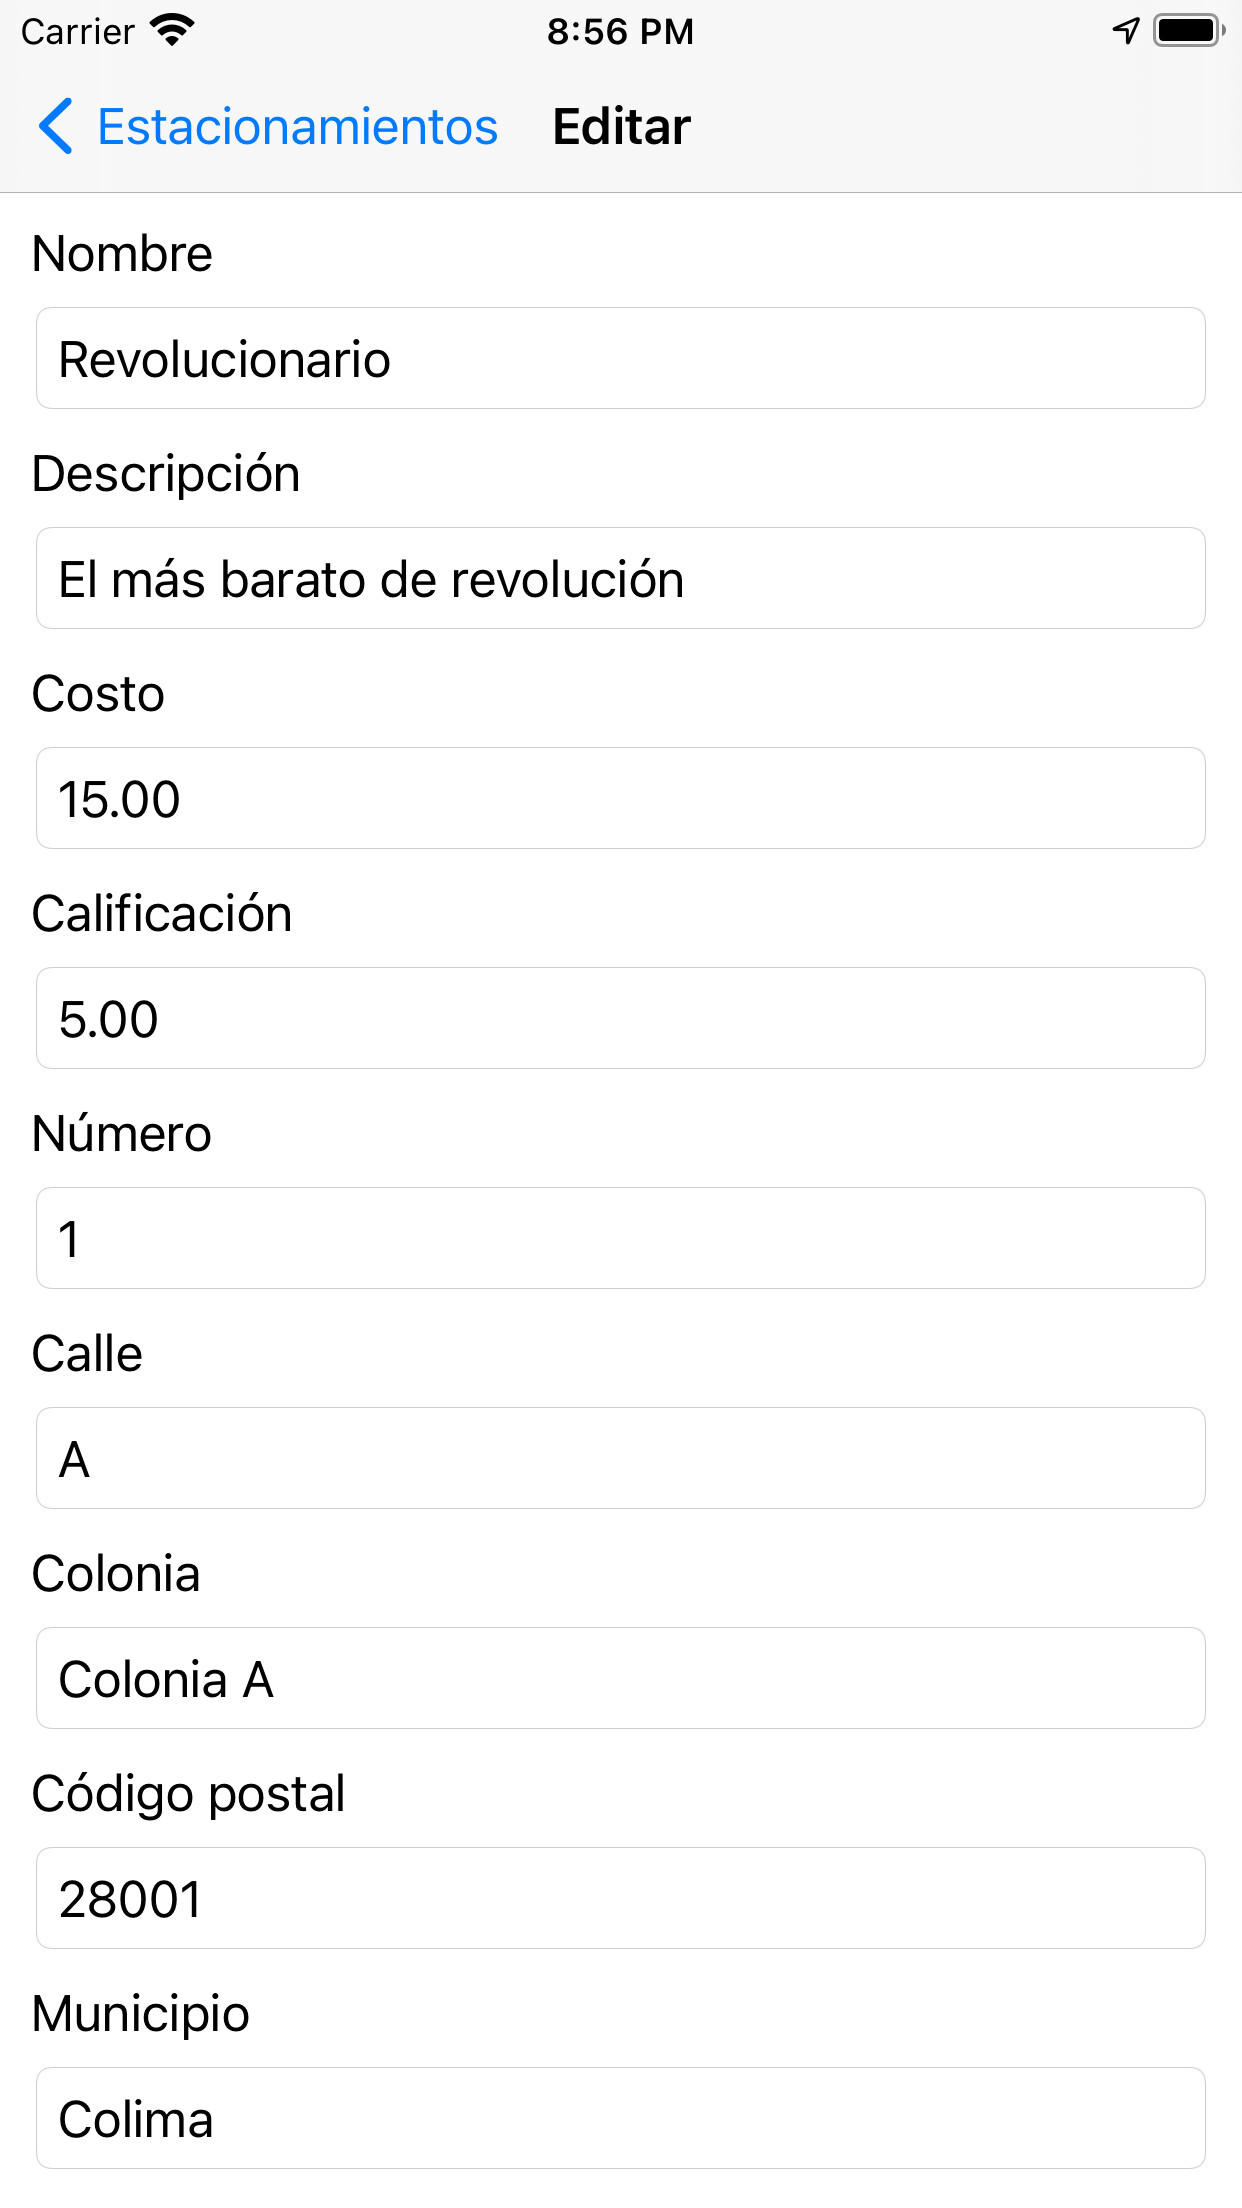 Carrier 8:56 PM
Estacionamientos Editar
Nombre
Revolucionario
Descripción
El más barato de revolución
Costo
15.00
Calificación
5.00
Número
1
Calle
A
Colonia
Colonia A
Código postal
28001
Municipio
Colima